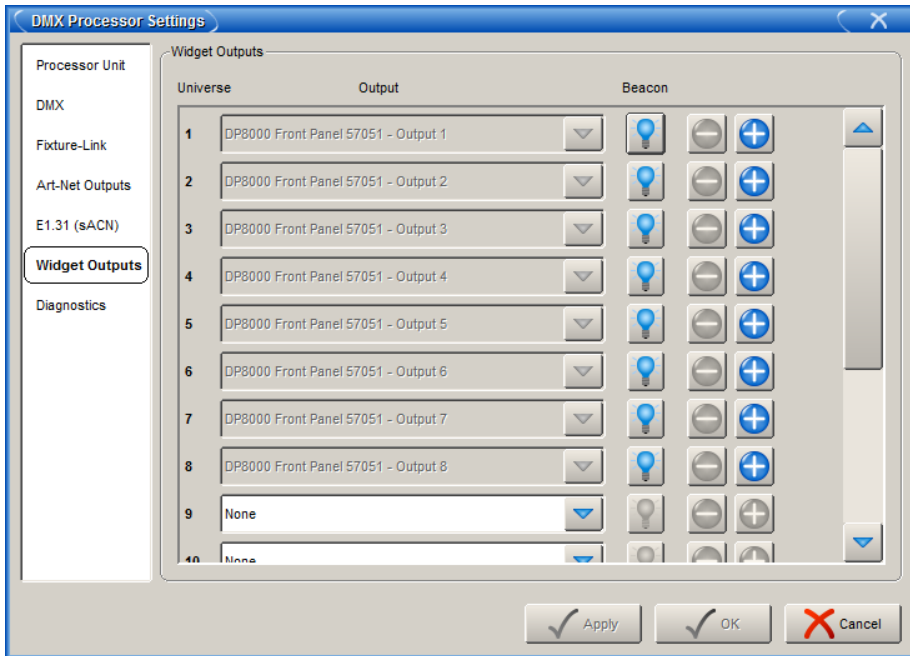 DMX Processor Settings
Processor Unit
DMX
Fixture-Link
Art-Net Outputs
E1.31 (sACN)
Widget Outputs
Diagnostics
Widget Outputs
Universe Output Beacon
1 DP8000 Front Panel 57051 - Output 1
2 DP8000 Front Panel 57051 - Output 2
3 DP8000 Front Panel 57051 - Output 3
4 DP8000 Front Panel 57051 - Output 4
5 DP8000 Front Panel 57051 - Output 5
6 DP8000 Front Panel 57051 - Output 6
7 DP8000 Front Panel 57051 - Output 7
8 DP8000 Front Panel 57051 - Output 8
9 None
10 None
Apply OK Cancel